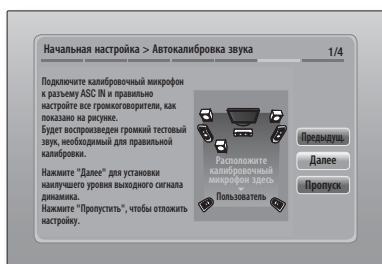 Начальная настройка > Автокалибровка звука
1/4
Подключите калибровочный микрофон
к разъему ASC IN и правильно
настройте все громкоговорители, как
показано на рисунке.
Будет воспроизведен громкий тестовый
звук, необходимый для правильной
калибровки.
Нажмите "Далее" для установки
наилучшего уровня выходного сигнала
динамика.
Нажмите "Пропустить", чтобы отложить
настройку.
Расположите
калибровочный
микрофон здесь
Пользователь
Предыдущ.
Далее
Пропуск